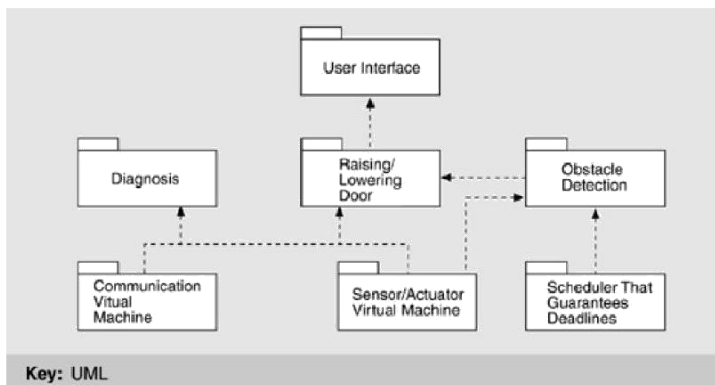 User Interface
Diagnosis
Raising/
Lowering
Door
Obstacle
Detection
Communication
Vitual
Machine
Sensor/Actuator
Virtual Machine
Scheduler That
Guarantees
Deadlines
Key: UML